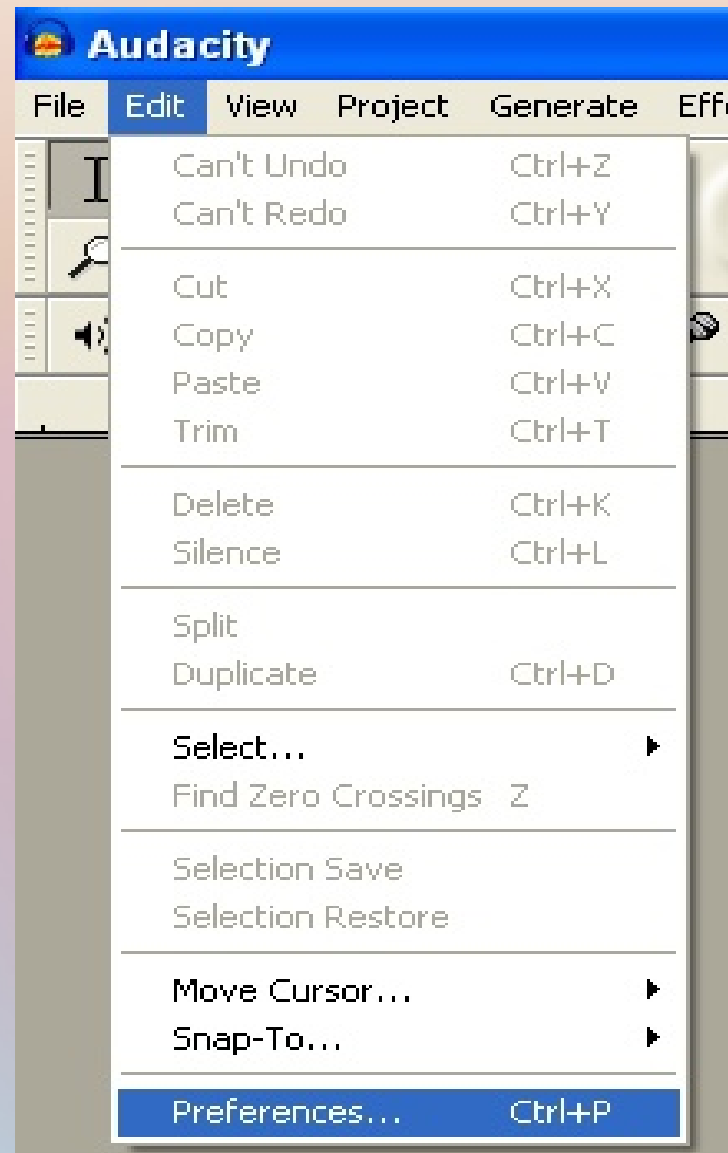 Audacity
File Edit View Project Generate Effe
Can't Undo Ctrl+Z
Can't Redo Ctrl+Y
Cut Ctrl+X
Copy Ctrl+C
Paste Ctrl+V
Trim Ctrl+T
Delete Ctrl+K
Silence Ctrl+L
Split
Duplicate Ctrl+D
Select...
Find Zero Crossings Z
Selection Save
Selection Restore
Move Cursor...
Snap-To...
Preferences... Ctrl+P